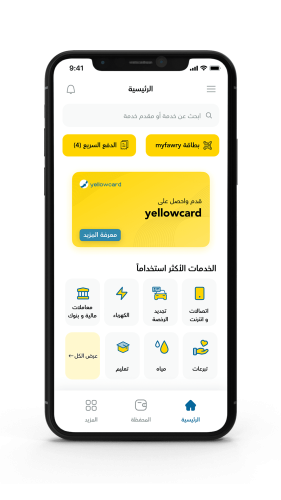 9:41
الرئيسية
ابحث عن خدمة أو مقدم خدمة
بطاقة myfawry
الدفع السريع (4)
yellowcard
قدم واحصل على
yellowcard
معرفة المزيد
الخدمات الأكثر استخداماً
اتصالات
و انترنت
تجديد
الرخصة
الكهرباء
معاملات
مالية و بنوك
تبرعات
مياه
تعليم
عرض الكل ←
الرئيسية
المحفظة
المزيد